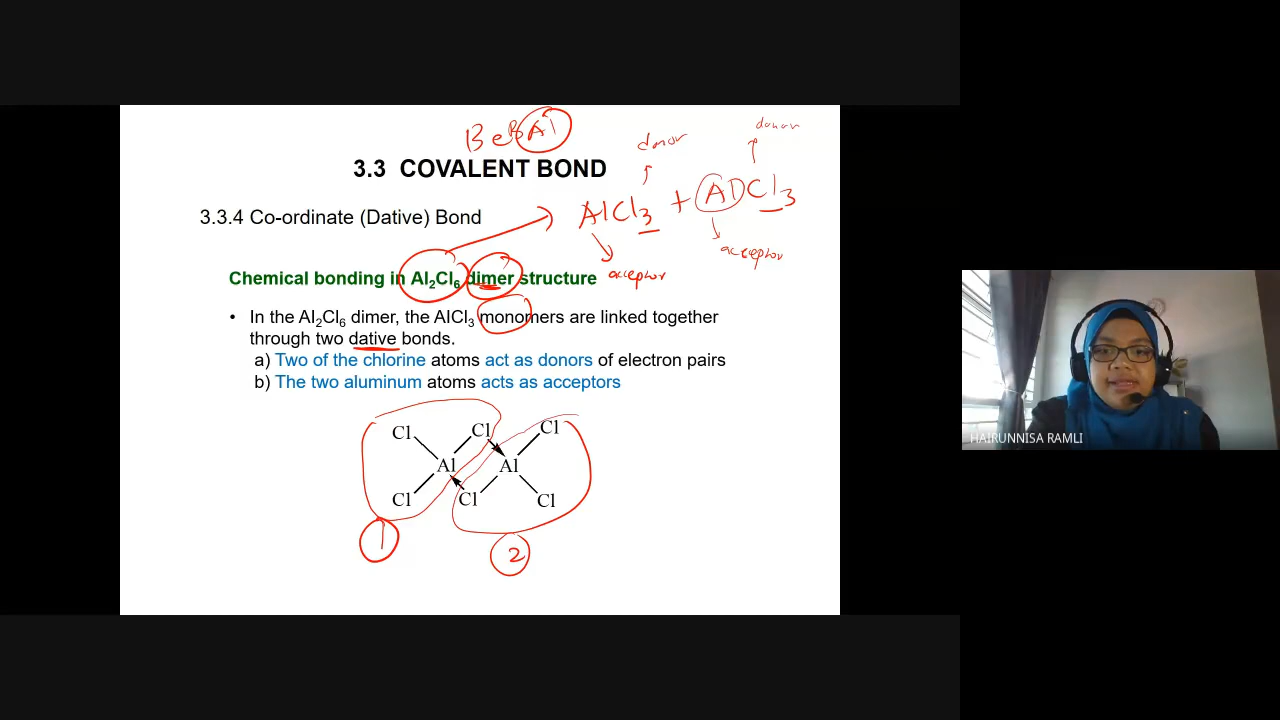 BeBAl
donor
donor
3.3 COVALENT BOND
AlCl3 + AlCl3
3.3.4 Co-ordinate (Dative) Bond
acceptor
acceptor
Chemical bonding in Al₂Cl₆ dimer structure
• In the Al₂Cl₆ dimer, the AlCl₃ monomers are linked together
through two dative bonds.
a) Two of the chlorine atoms act as donors of electron pairs
b) The two aluminum atoms acts as acceptors
Cl Cl Cl
Al Al
Cl Cl Cl
1 2
HAIRUNNISA RAMLI